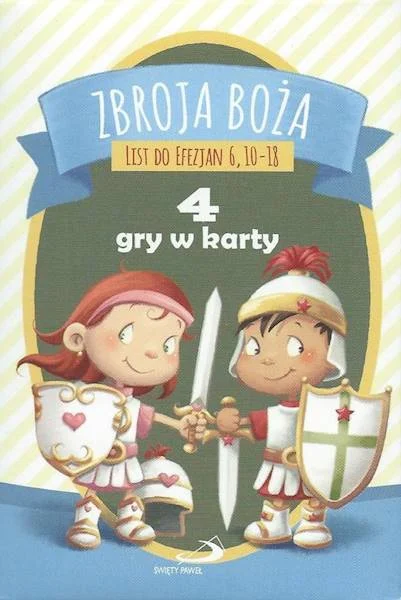 ZBROJA BOŻA
LIST DO EFEZJAN 6, 10-18
4
gry w karty
ŚWIĘTY PAWEŁ